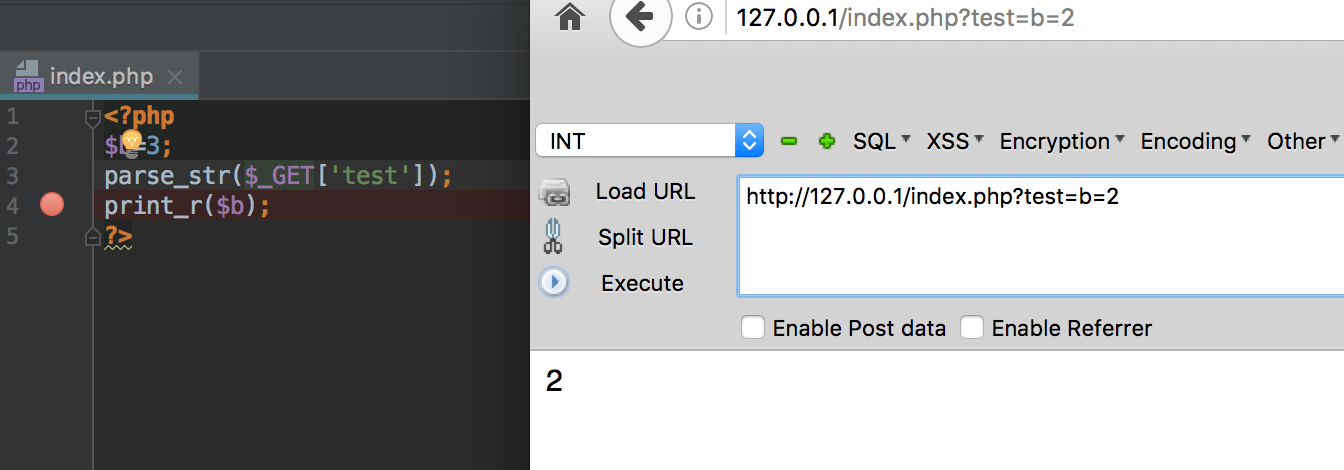 index.php
php
1 <?php
2 $b=3;
3 parse_str($_GET['test']);
4 print_r($b);
5 ?>
127.0.0.1/index.php?test=b=2
INT SQL XSS Encryption Encoding Other
Load URL
http://127.0.0.1/index.php?test=b=2
Split URL
Execute
Enable Post data Enable Referrer
2